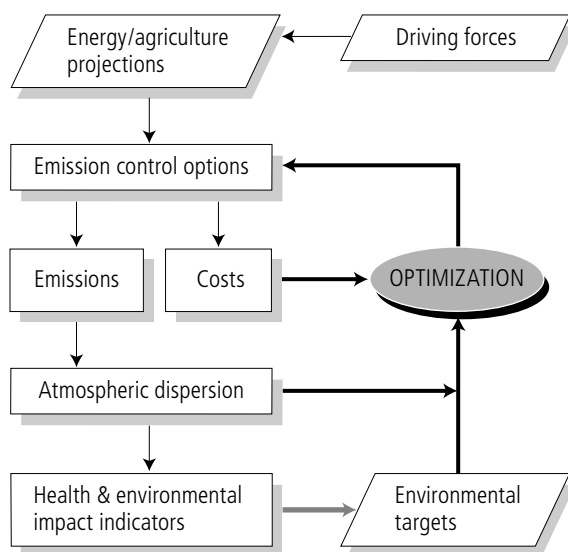 Energy/agriculture
projections
Driving forces
Emission control options
Emissions
Costs
OPTIMIZATION
Atmospheric dispersion
Health & environmental
impact indicators
Environmental
targets